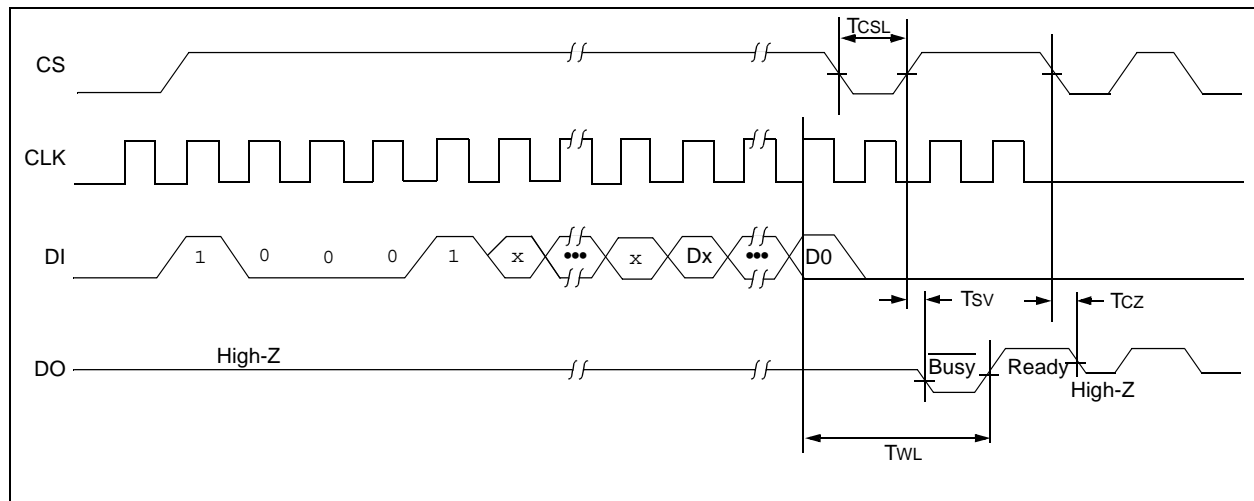 TCSL
CS
CLK
DI 1 0 0 0 1 x ••• x Dx ••• D0
TSV TCZ
High-Z Busy Ready
DO
High-Z
TWL